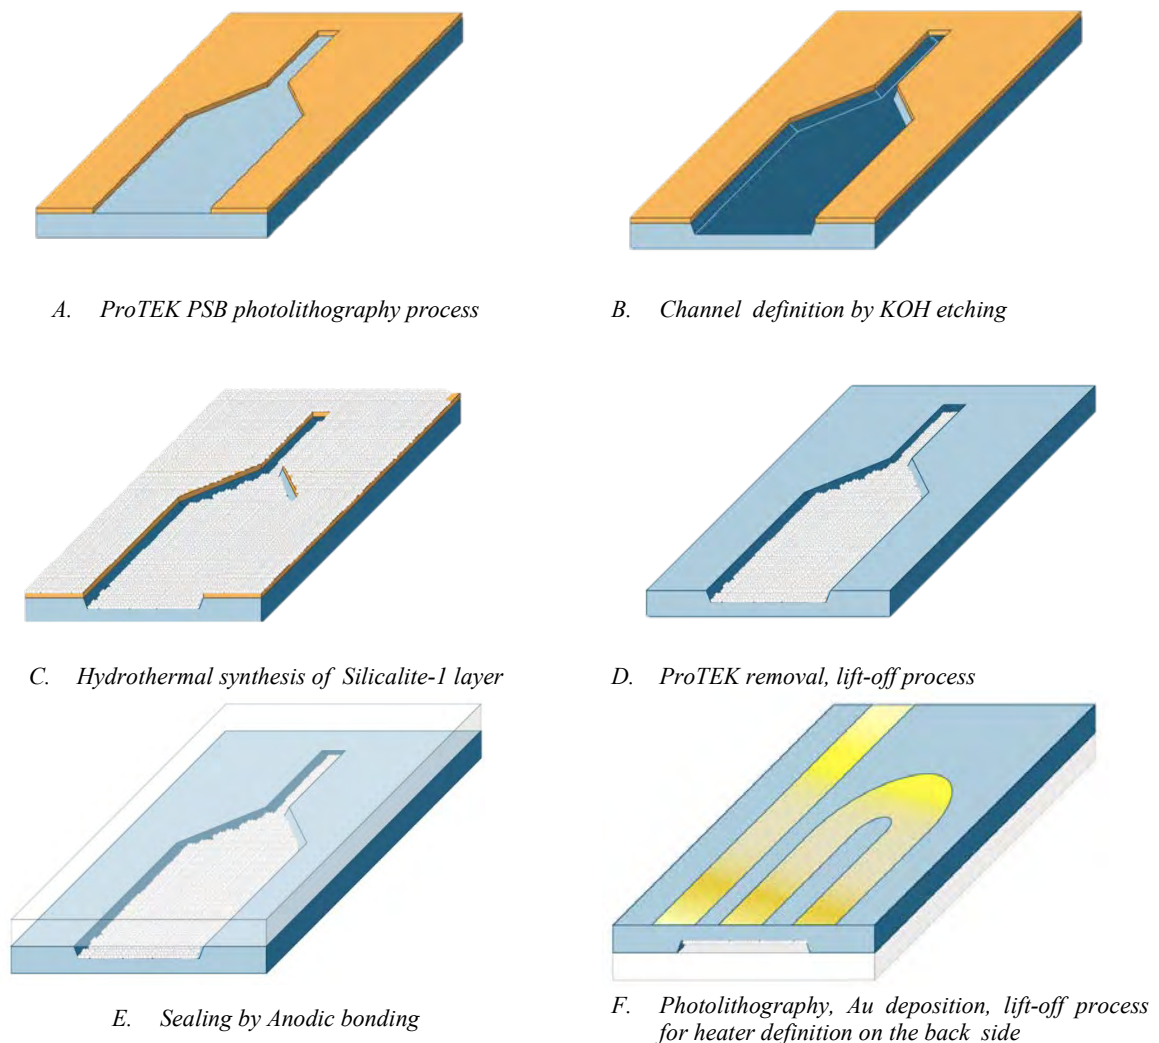 A. ProTEK PSB photolithography process
B. Channel definition by KOH etching
C. Hydrothermal synthesis of Silicalite-1 layer
D. ProTEK removal, lift-off process
E. Sealing by Anodic bonding
F. Photolithography, Au deposition, lift-off process
for heater definition on the back side